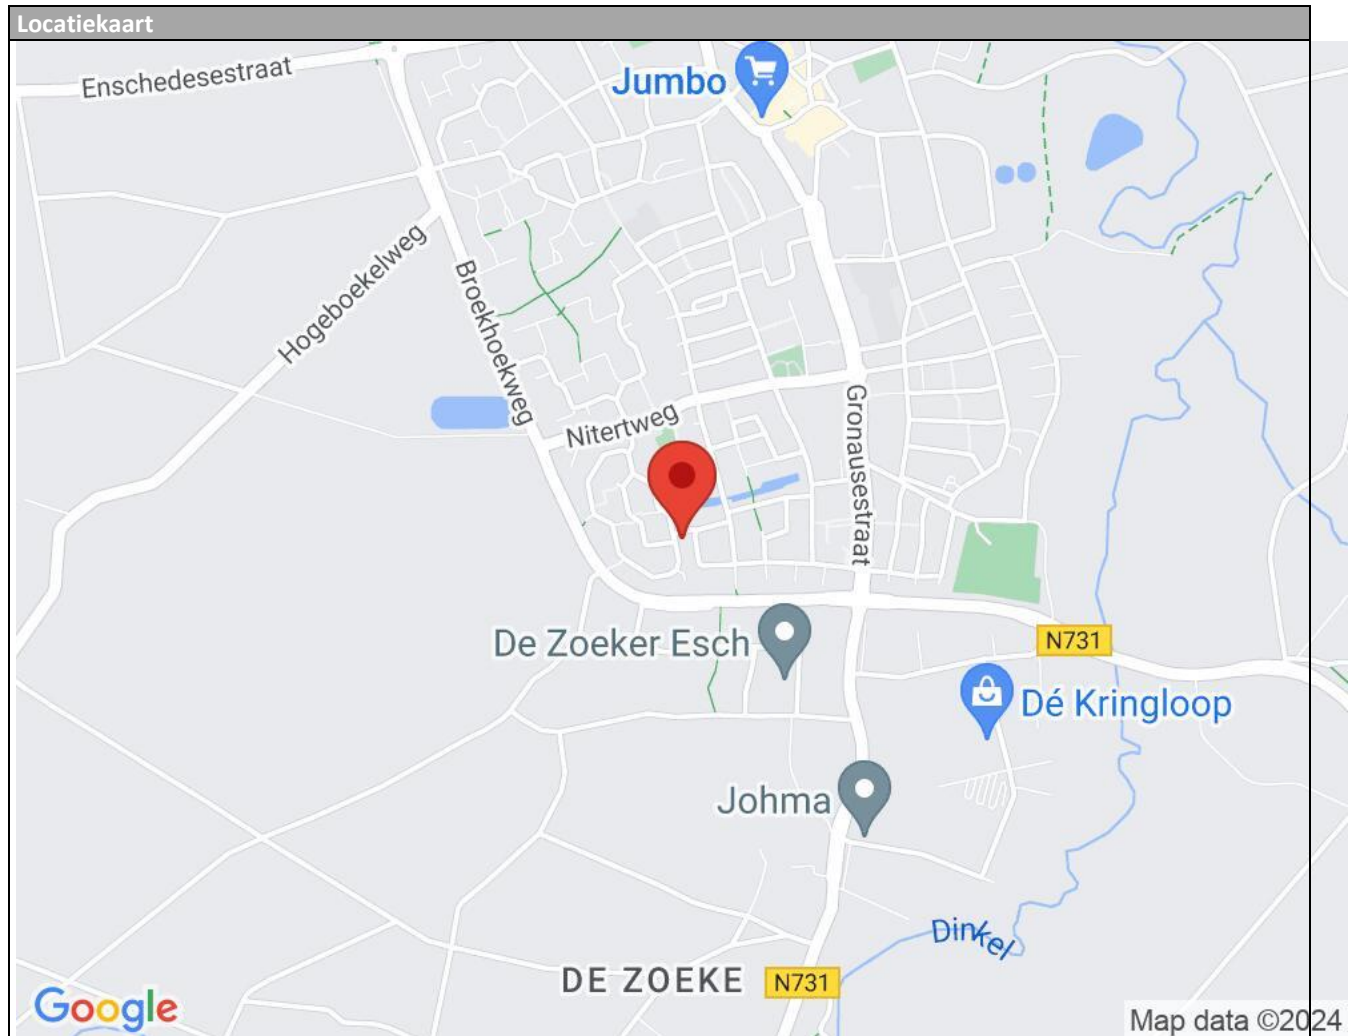 Locatiekaart
Enschedesestraat
Jumbo
Hogeboekelweg
Broekhoekweg
Nitertweg
Gronausestraat
De Zoeker Esch
N731
Dé Kringloop
Johma
Dinkel
DE ZOEKE
N731
Google
Map data ©2024